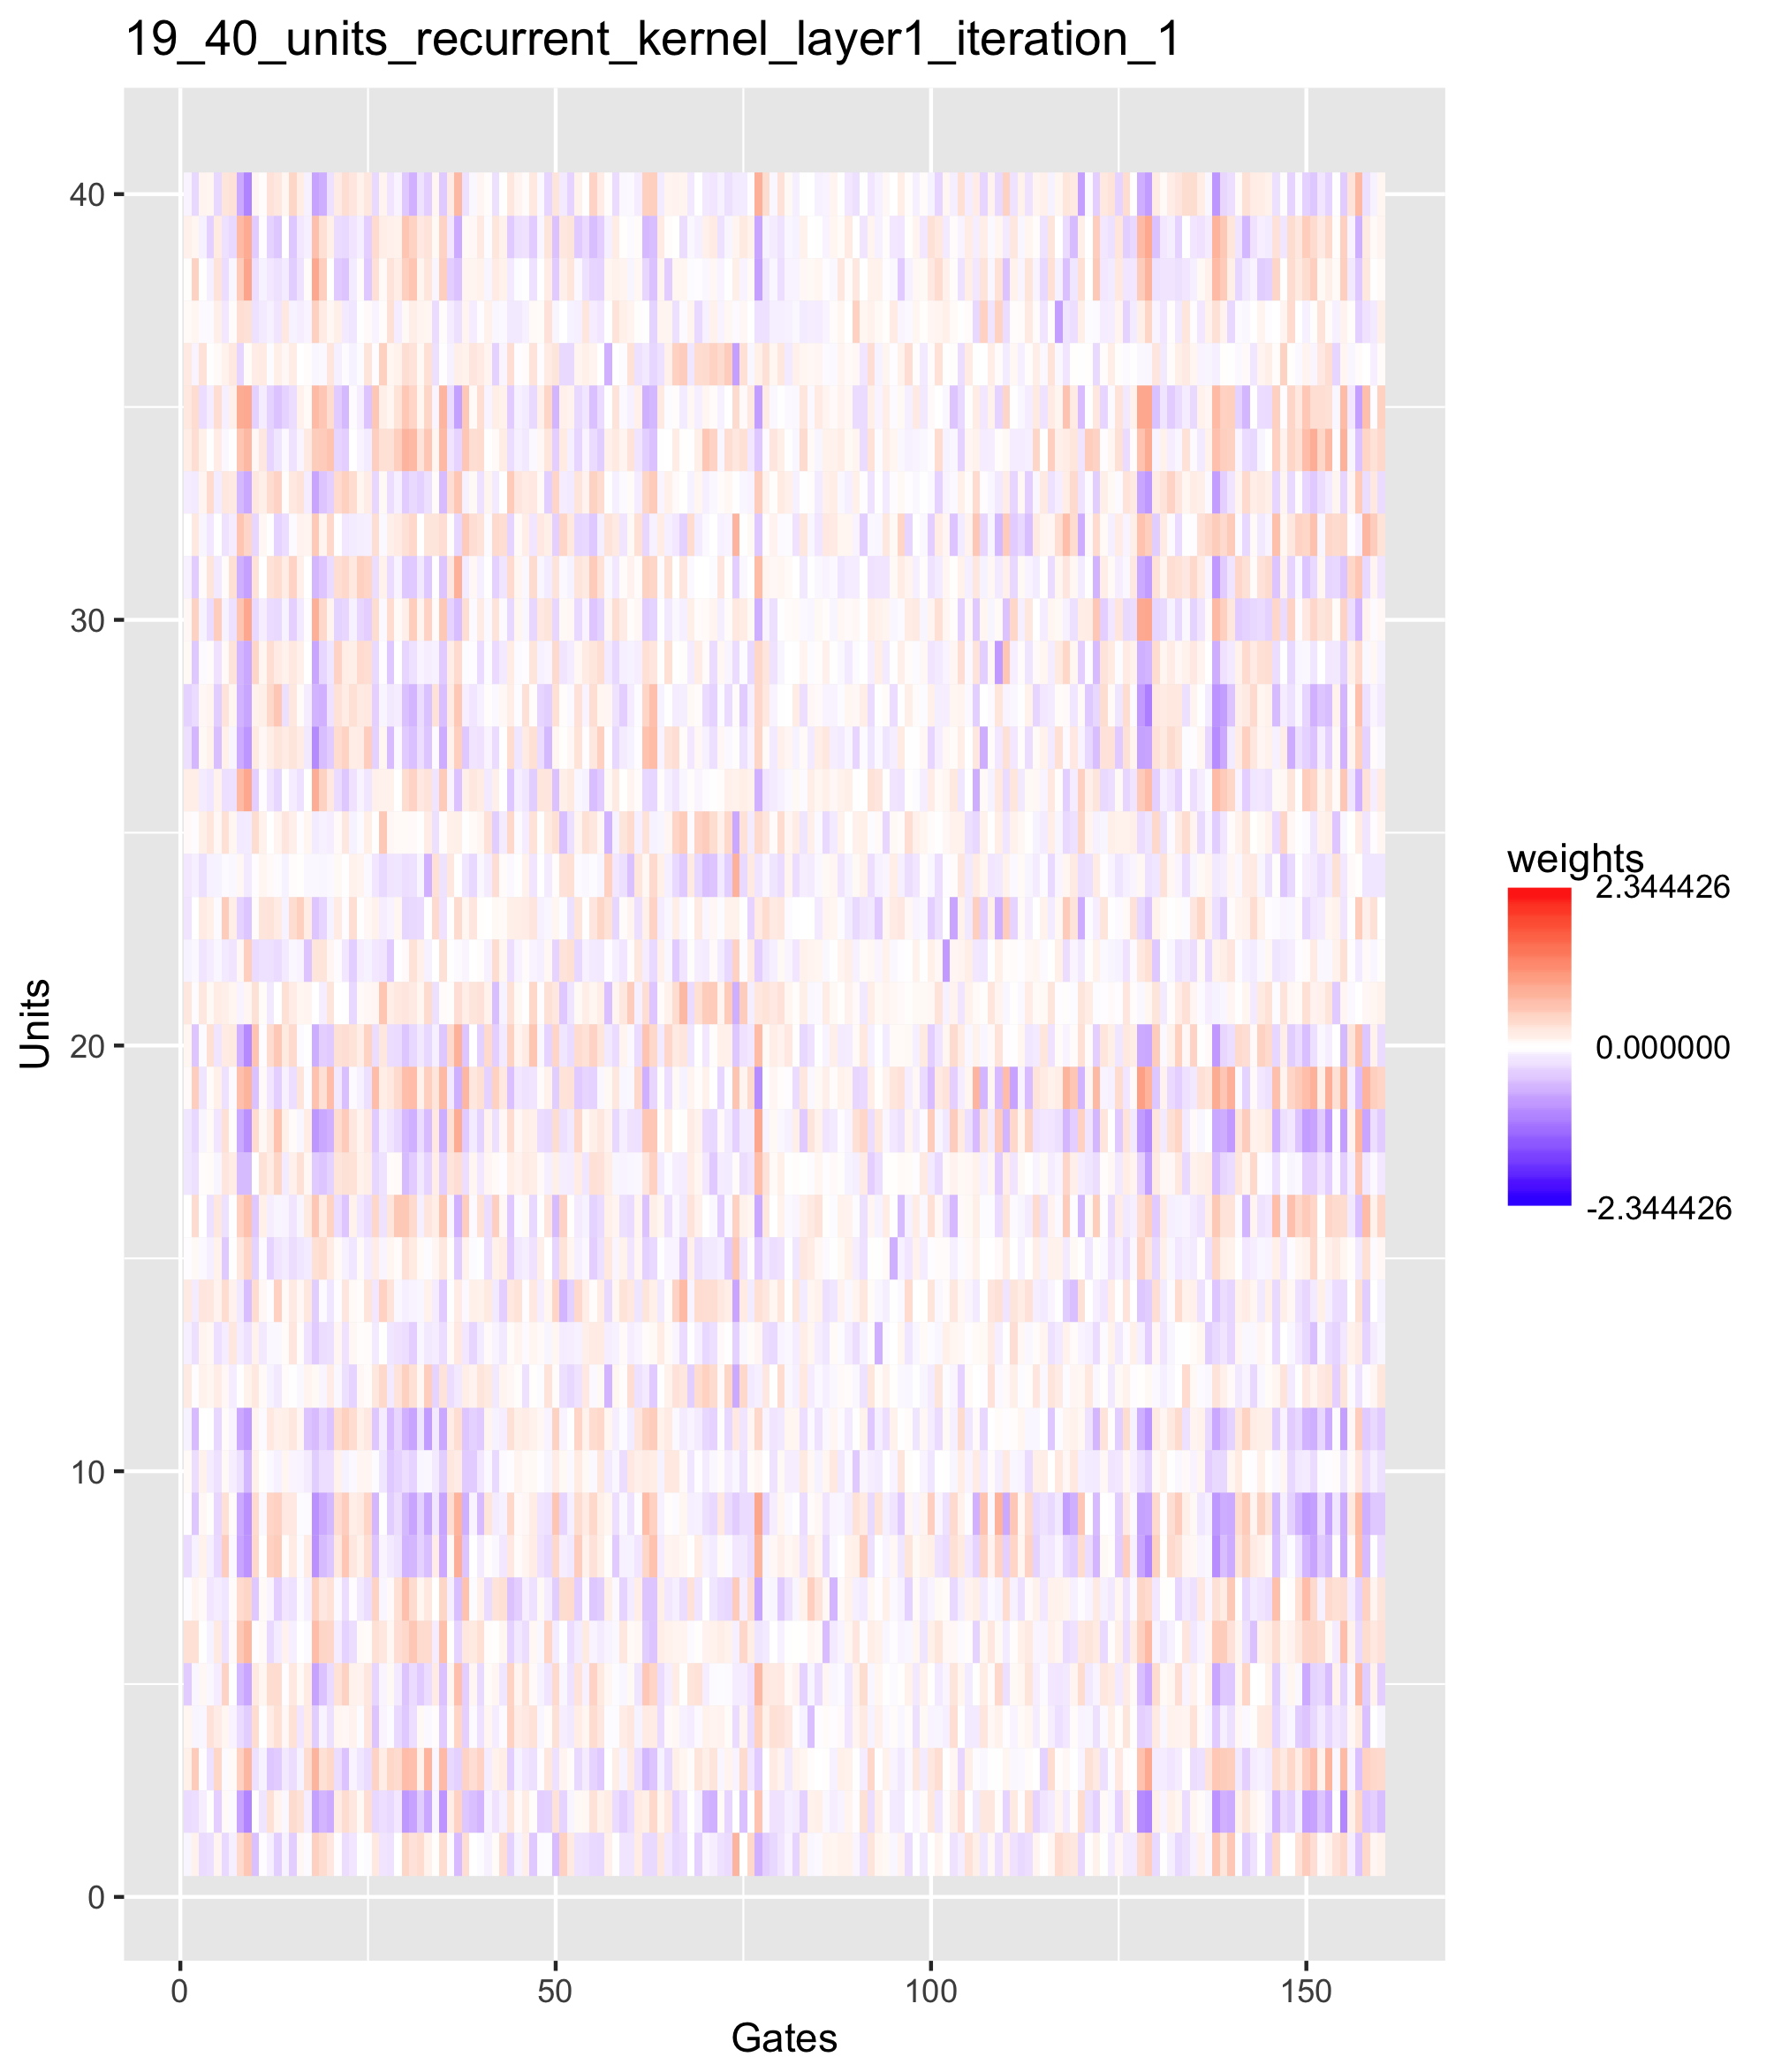 19_40_units_recurrent_kernel_layer1_iteration_1
40
30
20
10
0
Units
0 50 100 150
Gates
weights
2.344426
0.000000
-2.344426